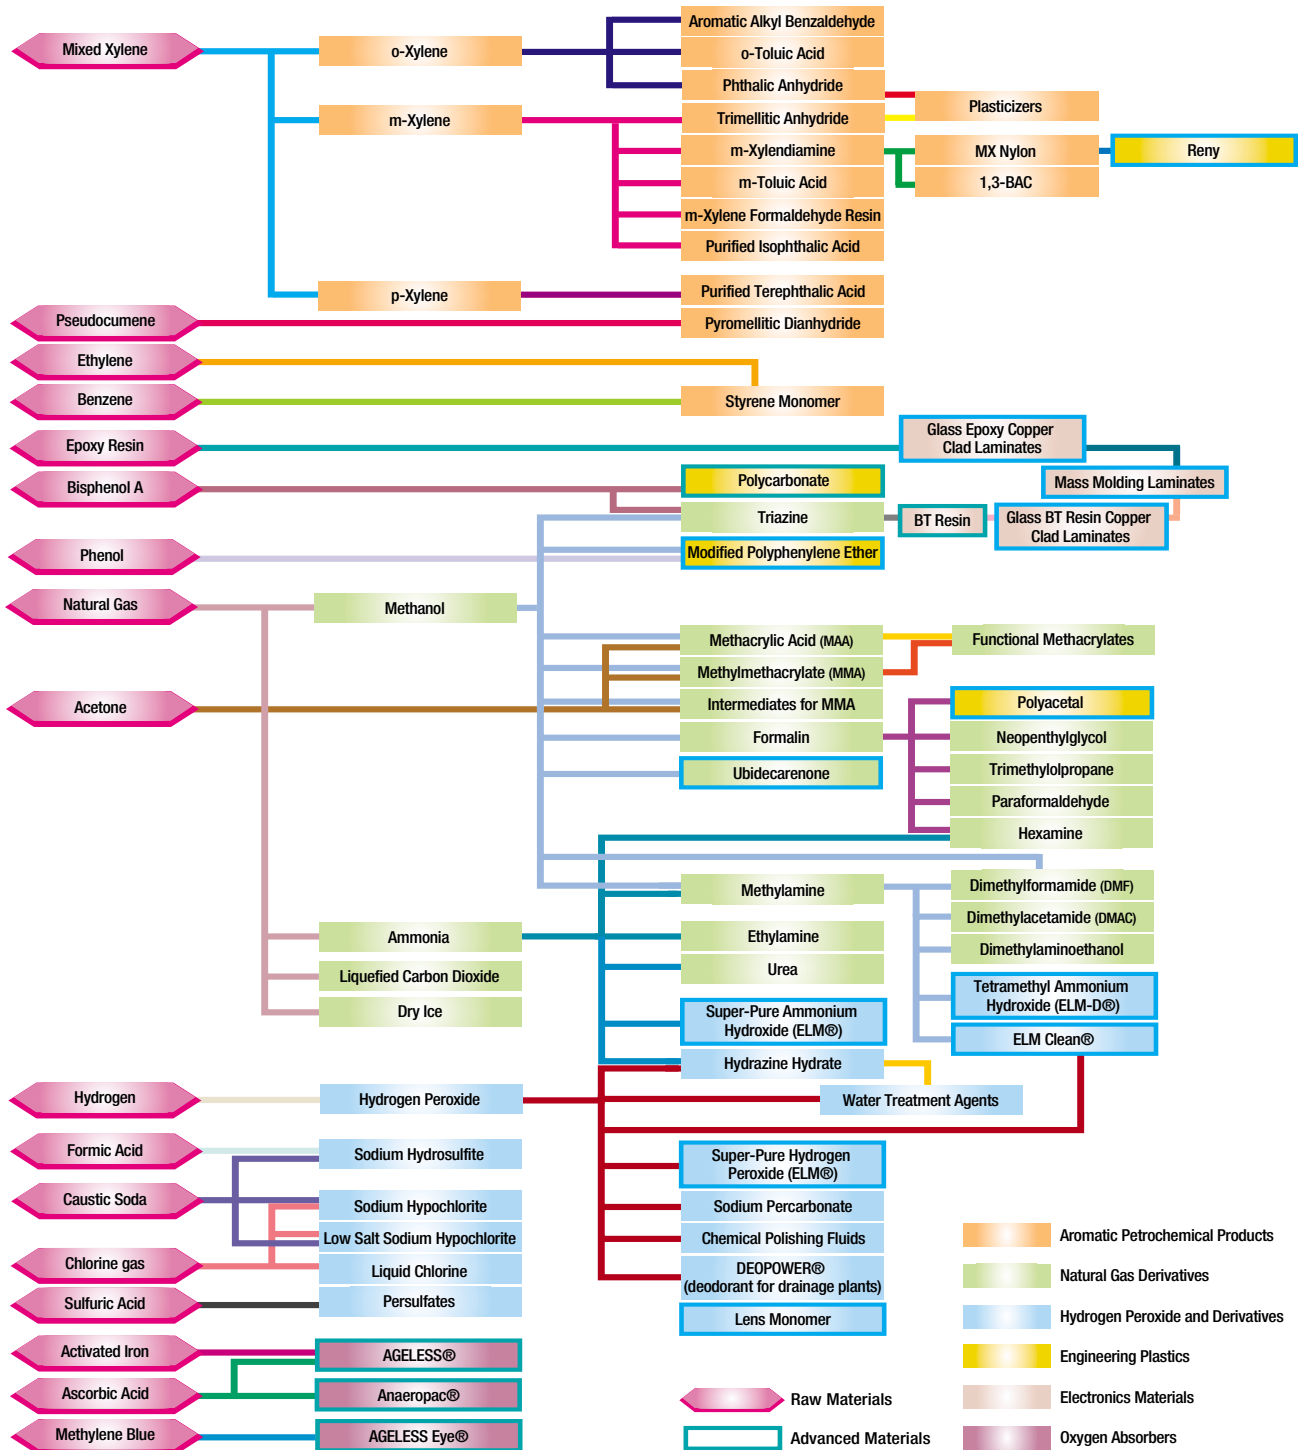 Mixed Xylene
o-Xylene
m-Xylene
p-Xylene
Aromatic Alkyl Benzaldehyde
o-Toluic Acid
Phthalic Anhydride
Trimellitic Anhydride
m-Xylendiamine
m-Toluic Acid
m-Xylene Formaldehyde Resin
Purified Isophthalic Acid
Purified Terephthalic Acid
Pyromellitic Dianhydride
Plasticizers
MX Nylon
1,3-BAC
Reny
Pseudocumene
Ethylene
Benzene
Styrene Monomer
Epoxy Resin
Glass Epoxy Copper
Clad Laminates
Bisphenol A
Polycarbonate
Mass Molding Laminates
Triazine
BT Resin
Glass BT Resin Copper
Clad Laminates
Phenol
Modified Polyphenylene Ether
Natural Gas
Methanol
Methacrylic Acid (MAA)
Functional Methacrylates
Methylmethacrylate (MMA)
Acetone
Intermediates for MMA
Polyacetal
Formalin
Neopenthylglycol
Ubidecarenone
Trimethylolpropane
Paraformaldehyde
Hexamine
Methylamine
Dimethylformamide (DMF)
Dimethylacetamide (DMAC)
Ammonia
Ethylamine
Dimethylaminoethanol
Liquefied Carbon Dioxide
Urea
Dry Ice
Super-Pure Ammonium
Hydroxide (ELM®)
Tetramethyl Ammonium
Hydroxide (ELM-D®)
ELM Clean®
Hydrazine Hydrate
Hydrogen
Hydrogen Peroxide
Water Treatment Agents
Formic Acid
Sodium Hydrosulfite
Super-Pure Hydrogen
Peroxide (ELM®)
Caustic Soda
Sodium Hypochlorite
Sodium Percarbonate
Low Salt Sodium Hypochlorite
Chemical Polishing Fluids
Chlorine gas
Liquid Chlorine
DEOPOWER®
(deodorant for drainage plants)
Sulfuric Acid
Persulfates
Lens Monomer
Activated Iron
AGELESS®
Ascorbic Acid
Anaeropac®
Methylene Blue
AGELESS Eye®
Raw Materials
Advanced Materials
Aromatic Petrochemical Products
Natural Gas Derivatives
Hydrogen Peroxide and Derivatives
Engineering Plastics
Electronics Materials
Oxygen Absorbers